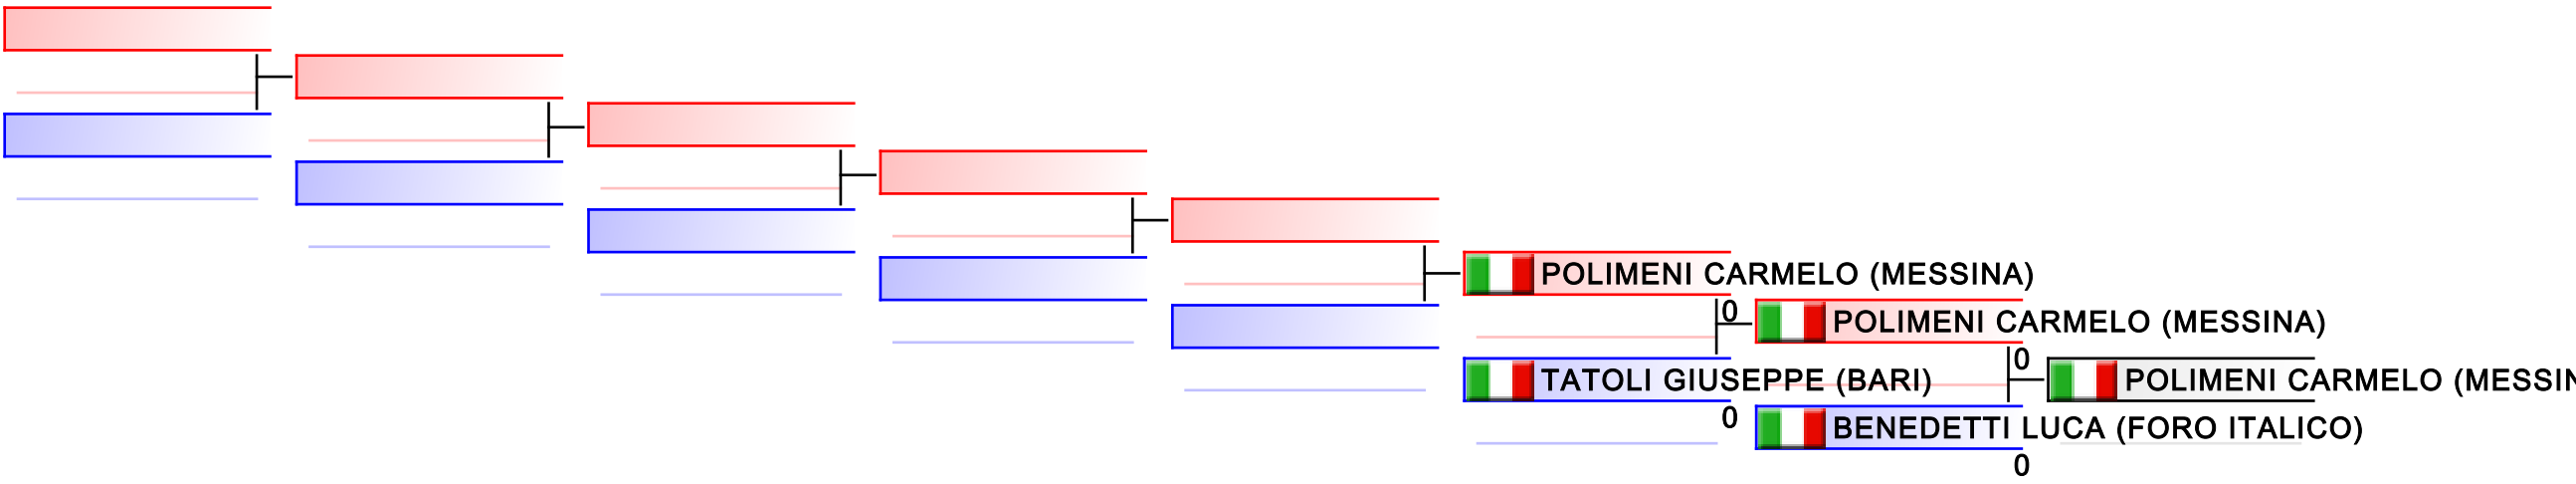 POLIMENI CARMELO (MESSINA)
0
POLIMENI CARMELO (MESSINA)
0
TATOLI GIUSEPPE (BARI)
POLIMENI CARMELO (MESSIN
0
BENEDETTI LUCA (FORO ITALICO)
0